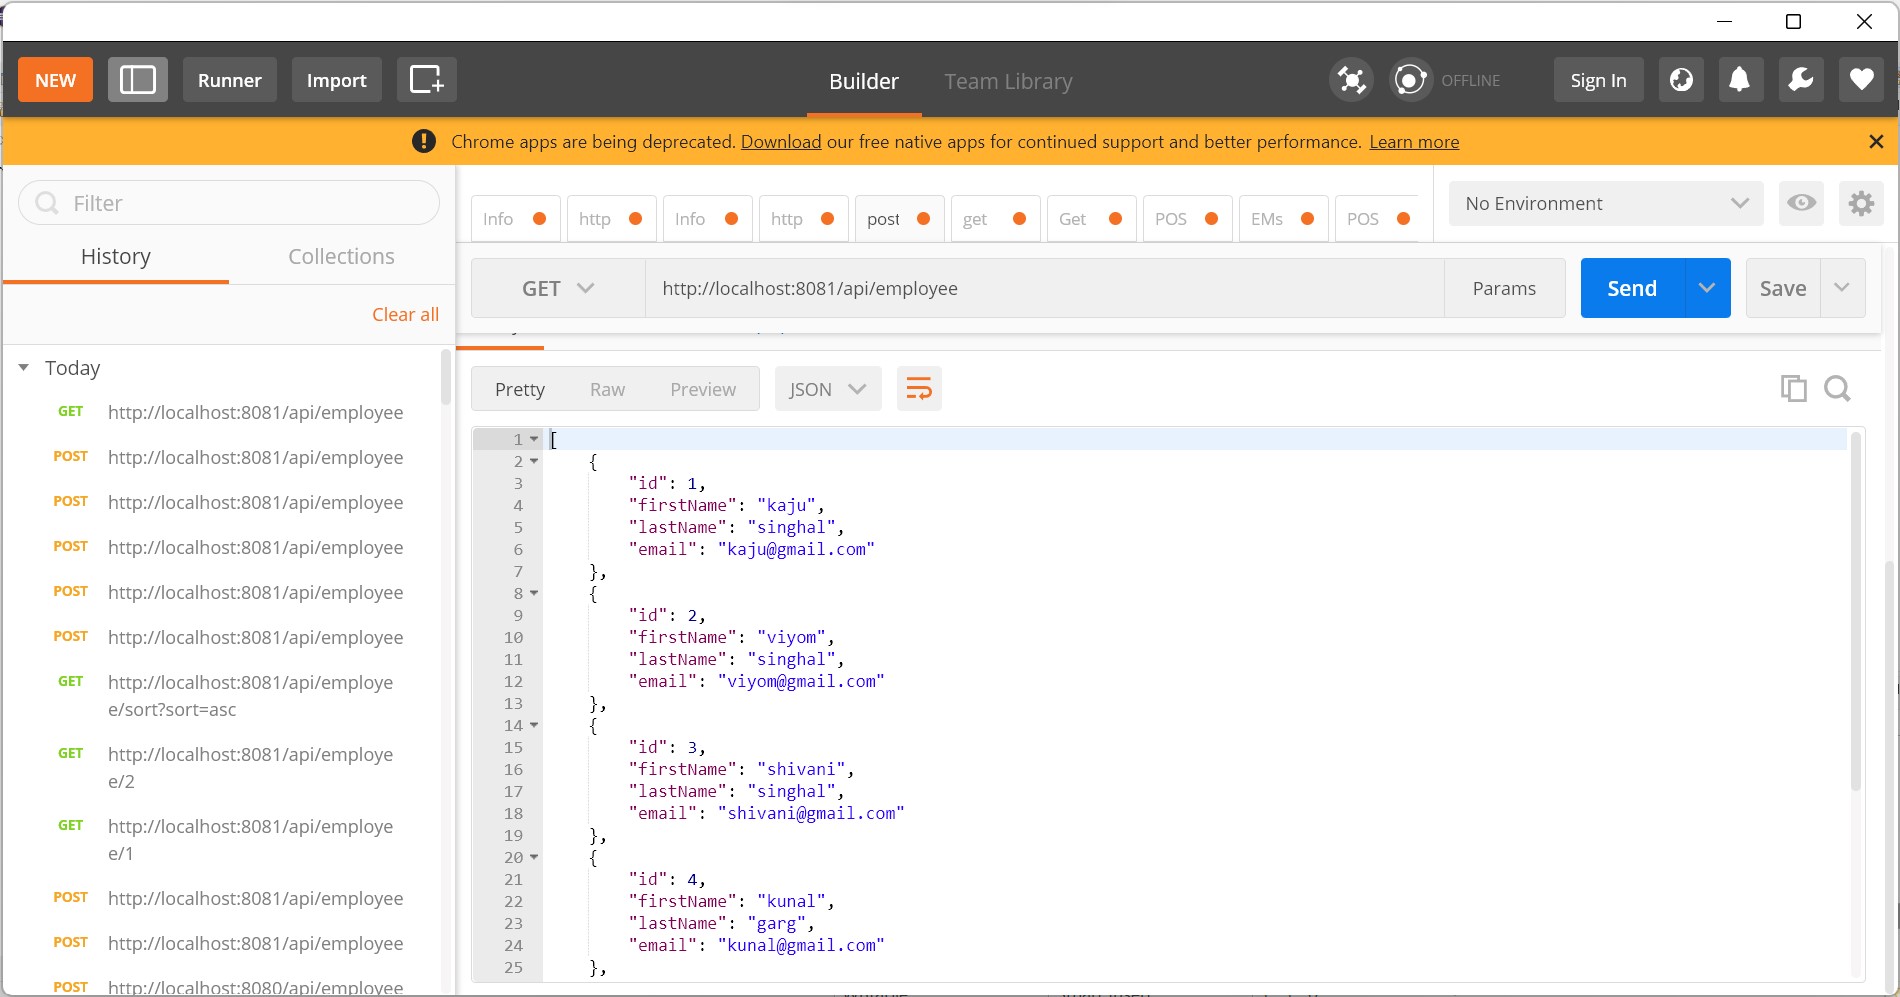 NEW
Runner
Import
Builder
Team Library
OFFLINE
Sign In
Chrome apps are being deprecated. Download our free native apps for continued support and better performance. Learn more
Filter
History
Collections
Clear all
Today
GET http://localhost:8081/api/employee
POST http://localhost:8081/api/employee
POST http://localhost:8081/api/employee
POST http://localhost:8081/api/employee
POST http://localhost:8081/api/employee
POST http://localhost:8081/api/employee
GET http://localhost:8081/api/employe
e/sort?sort=asc
GET http://localhost:8081/api/employe
e/2
GET http://localhost:8081/api/employe
e/1
POST http://localhost:8081/api/employee
POST http://localhost:8081/api/employee
POST http://localhost:8080/api/employee
Info
http
Info
http
post
get
Get
POS
EMs
POS
No Environment
GET
http://localhost:8081/api/employee
Params
Send
Save
Pretty
Raw
Preview
JSON
1 [
2 {
3 "id": 1,
4 "firstName": "kaju",
5 "lastName": "singhal",
6 "email": "kaju@gmail.com"
7 },
8 {
9 "id": 2,
10 "firstName": "viyom",
11 "lastName": "singhal",
12 "email": "viyom@gmail.com"
13 },
14 {
15 "id": 3,
16 "firstName": "shivani",
17 "lastName": "singhal",
18 "email": "shivani@gmail.com"
19 },
20 {
21 "id": 4,
22 "firstName": "kunal",
23 "lastName": "garg",
24 "email": "kunal@gmail.com"
25 },